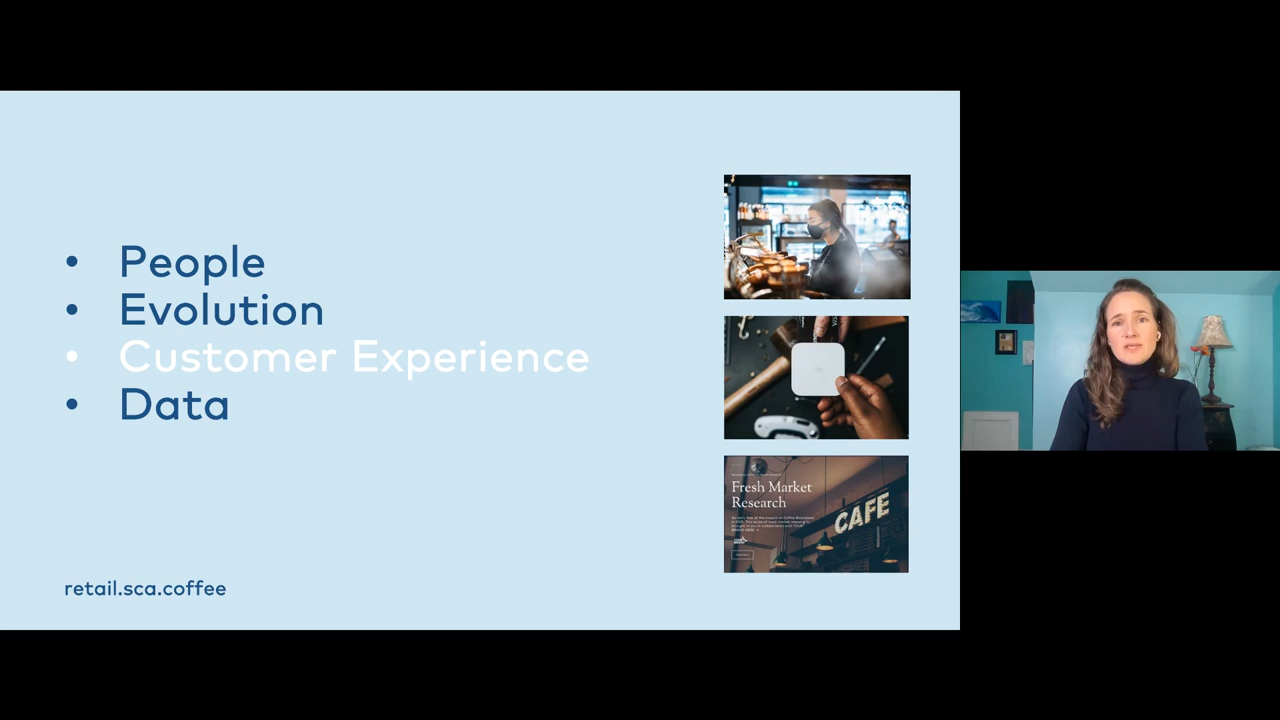 • People
• Evolution
• Customer Experience
• Data
retail.sca.coffee
Fresh Market
Research
CAFE